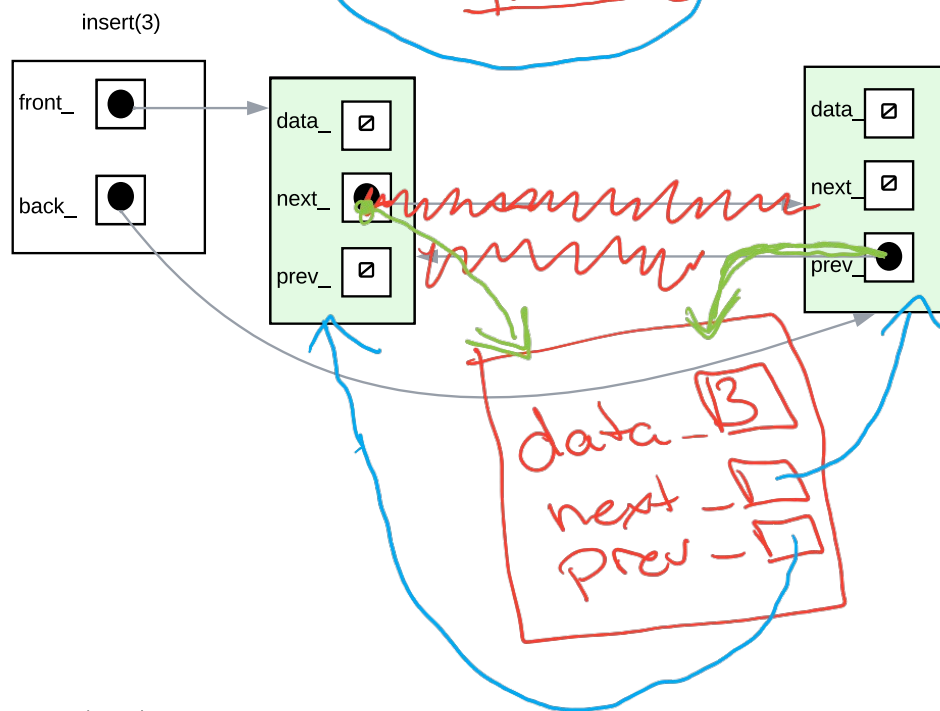 insert(3)
front_
back_
data_
next_
prev_
data_
next_
prev_
data_ 3
next_
prev_